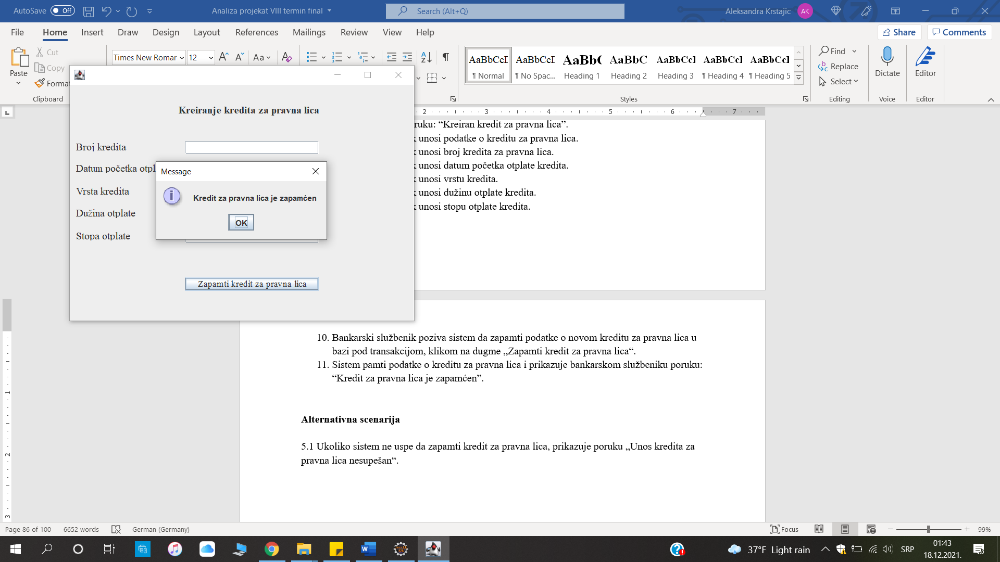 AutoSave Off
Analiza projekat VIII termin final
Search (Alt+Q)
Aleksandra Krstajic AK
File Home Insert Draw Design Layout References Mailings Review View Help
Share Comments
Paste
Cut
Copy
Format
Clipboard
Times New Romar 12
Aa
AaBbCcI AaBbCcI AaBb( AaBbC AaBbCcI AaBbCcI AaBbCcI
¶ Normal ¶ No Spac... Heading 1 Heading 2 Heading 3 ¶ Heading 4 ¶ Heading 5
Styles
Find
Replace
Select
Editing
Dictate
Voice
Editor
Editor
Kreiranje kredita za pravna lica
Broj kredita
Datum početka otpl
Vrsta kredita
Dužina otplate
Stopa otplate
Message
Kredit za pravna lica je zapamćen
OK
Zapamti kredit za pravna lica
2 3 4 5 6 7
ruku: “Kreiran kredit za pravna lica”.
k unosi podatke o kreditu za pravna lica.
k unosi broj kredita za pravna lica.
k unosi datum početka otplate kredita.
k unosi vrstu kredita.
k unosi dužinu otplate kredita.
k unosi stopu otplate kredita.
10. Bankarski službenik poziva sistem da zapamti podatke o novom kreditu za pravna lica u
bazi pod transakcijom, klikom na dugme „Zapamti kredit za pravna lica“.
11. Sistem pamti podatke o kreditu za pravna lica i prikazuje bankarskom službeniku poruku:
“Kredit za pravna lica je zapamćen”.
Alternativna scenarija
5.1 Ukoliko sistem ne uspe da zapamti kredit za pravna lica, prikazuje poruku „Unos kredita za
pravna lica nesupešan“.
1
2
3
Page 86 of 100 6652 words German (Germany)
Focus 99%
37°F Light rain
SRP
01:43
18.12.2021.